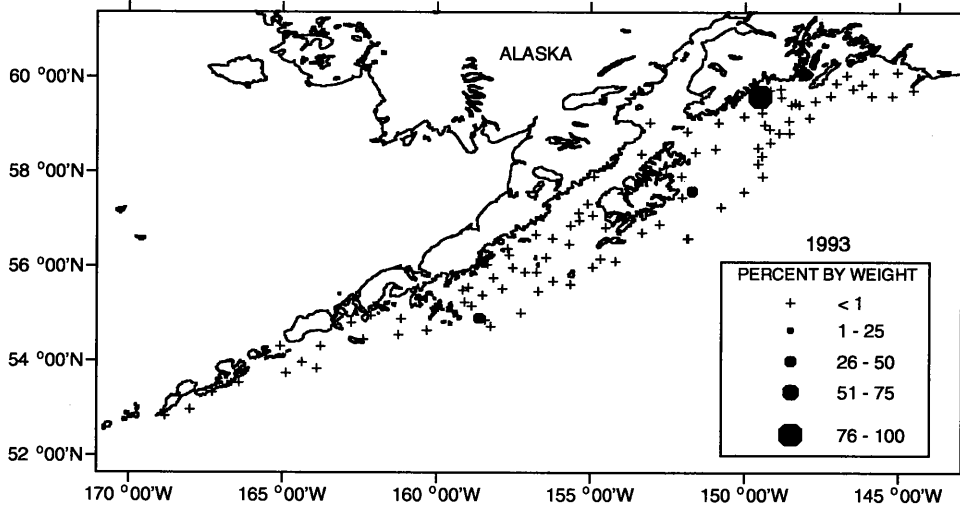 ALASKA
60 °00'N
58 °00'N
56 °00'N
54 °00'N
52 °00'N
1993
PERCENT BY WEIGHT
< 1
1 - 25
26 - 50
51 - 75
76 - 100
170 °00'W 165 °00'W 160 °00'W 155 °00'W 150 °00'W 145 °00'W